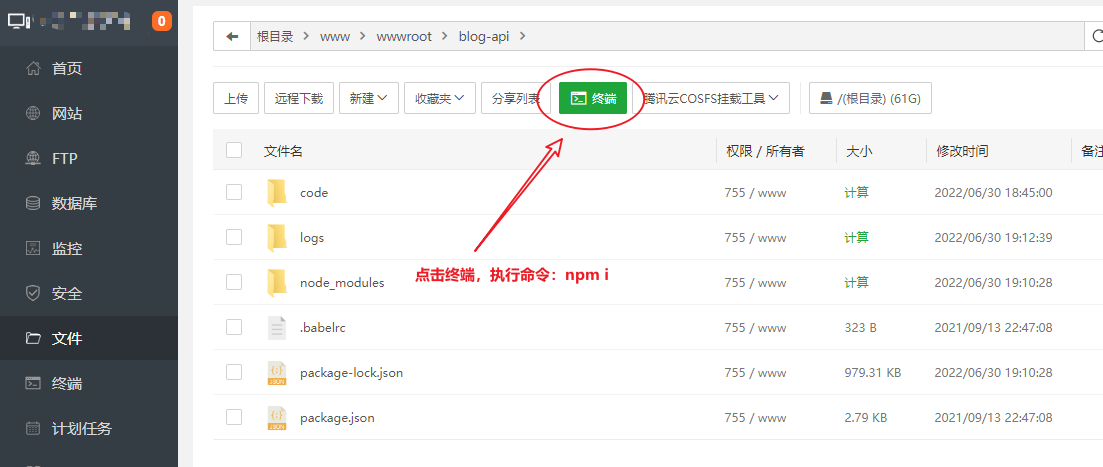 0
根目录 www wwwroot blog-api
首页
网站
FTP
数据库
监控
安全
文件
终端
计划任务
上传 远程下载 新建 收藏夹 分享列表 终端 腾讯云COSFS挂载工具 /(根目录) (61G)
文件名 权限 / 所有者 大小 修改时间 备注
code 755 / www 计算 2022/06/30 18:45:00
logs 755 / www 计算 2022/06/30 19:12:39
node_modules 755 / www 计算 2022/06/30 19:10:28
点击终端，执行命令：npm i
.babelrc 755 / www 323 B 2021/09/13 22:47:08
JSON package-lock.json 755 / www 979.31 KB 2022/06/30 19:10:28
JSON package.json 755 / www 2.79 KB 2021/09/13 22:47:08